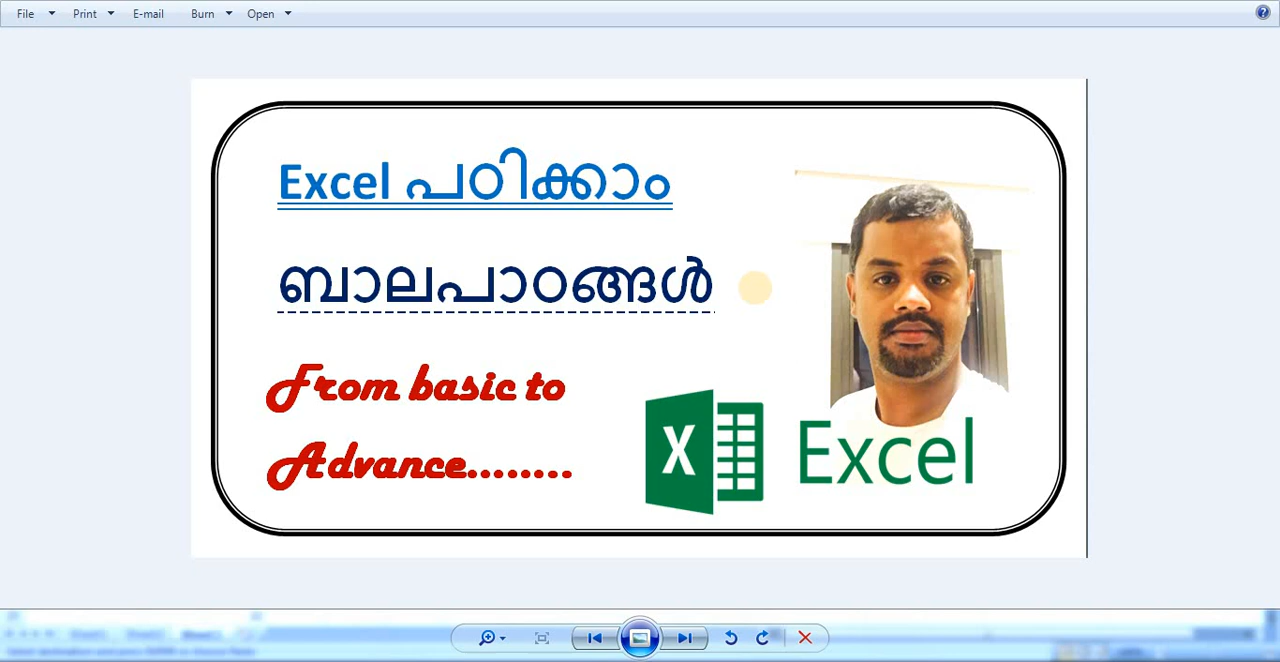 File Print E-mail Burn Open
Excel പഠിക്കാം
ബാലപാഠങ്ങൾ
From basic to
Advance........
X Excel